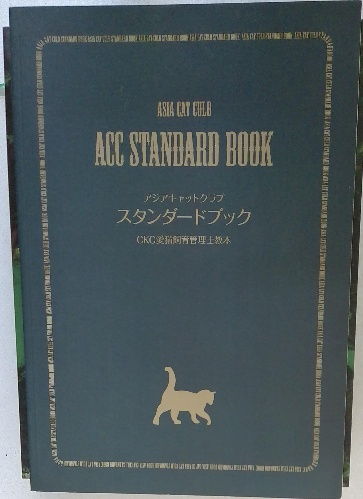 ASIA CAT CULB
ACC STANDARD BOOK
アジアキャットクラブ
スタンダードブック
CKC愛猫飼育管理士教本